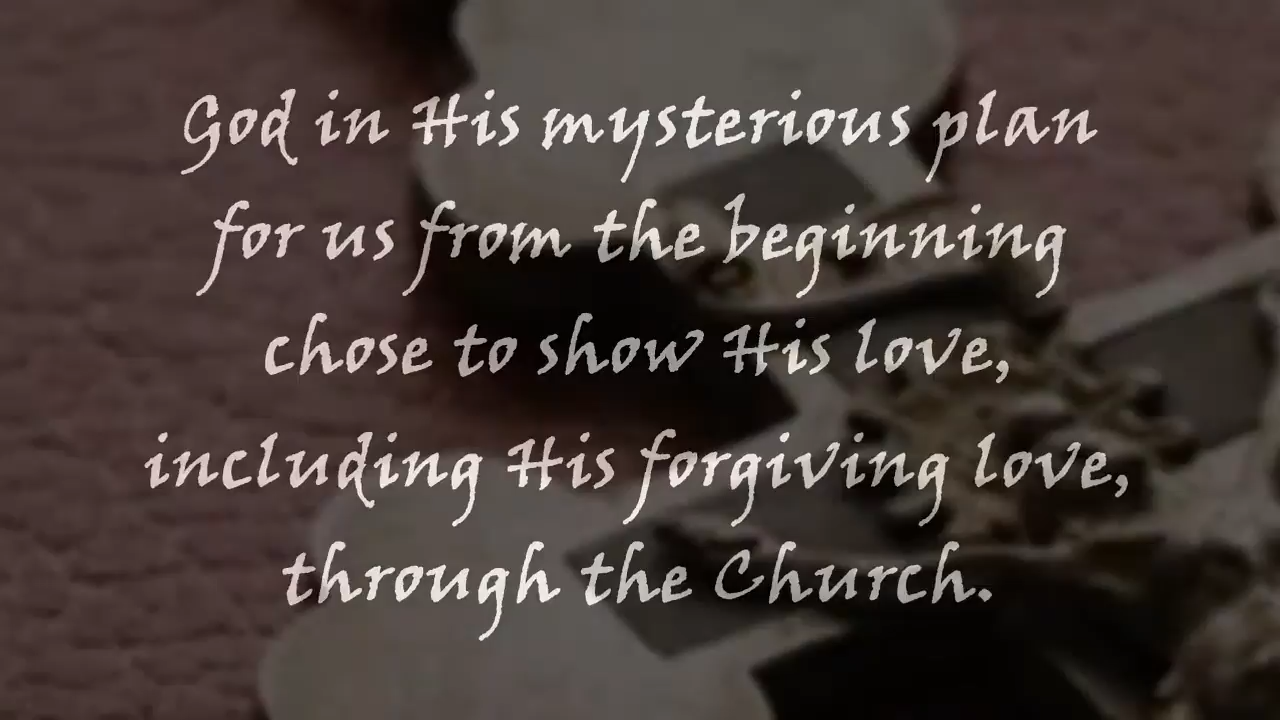 God in His mysterious plan
for us from the beginning
chose to show His love,
including His forgiving love,
through the Church.